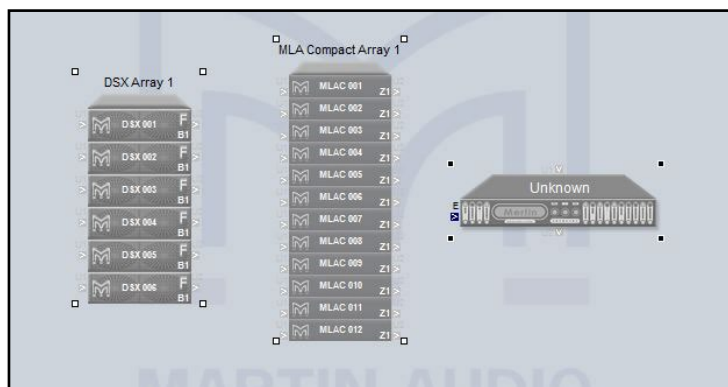 DSX Array 1
DSX 001 F
B1
DSX 002 F
B1
DSX 003 F
B1
DSX 004 F
B1
DSX 005 F
B1
DSX 006 F
B1
MLA Compact Array 1
MLAC 001 Z1
MLAC 002 Z1
MLAC 003 Z1
MLAC 004 Z1
MLAC 005 Z1
MLAC 006 Z1
MLAC 007 Z1
MLAC 008 Z1
MLAC 009 Z1
MLAC 010 Z1
MLAC 011 Z1
MLAC 012 Z1
Unknown
E
Merlin
MARTIN AUDIO